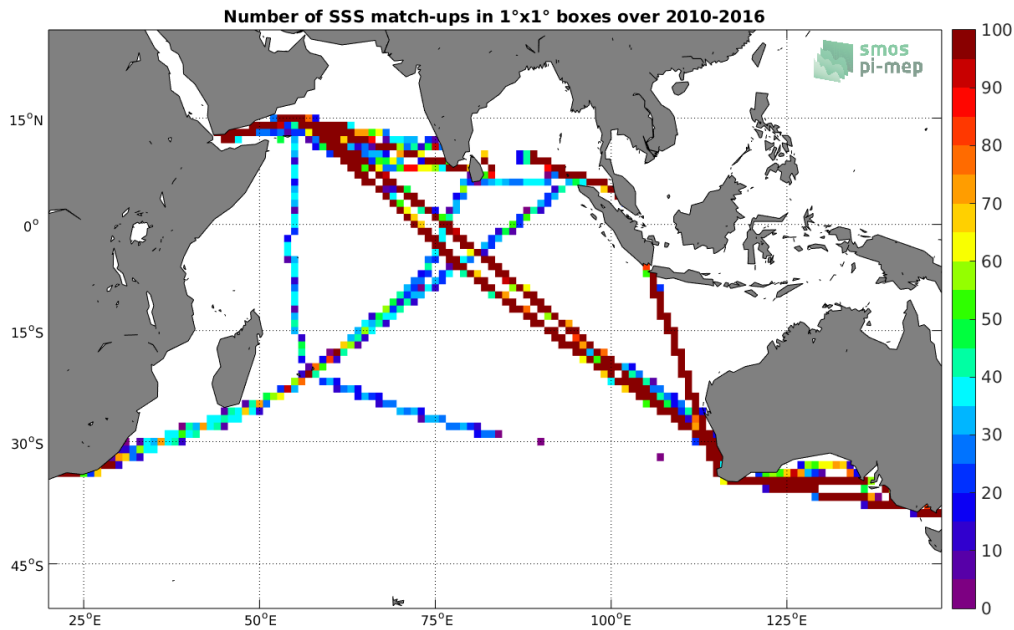 Number of SSS match-ups in 1°x1° boxes over 2010-2016
smos
pi-mep
100
90
80
70
60
50
40
30
20
10
0
15°N
0°
15°S
30°S
45°S
25°E
50°E
75°E
100°E
125°E